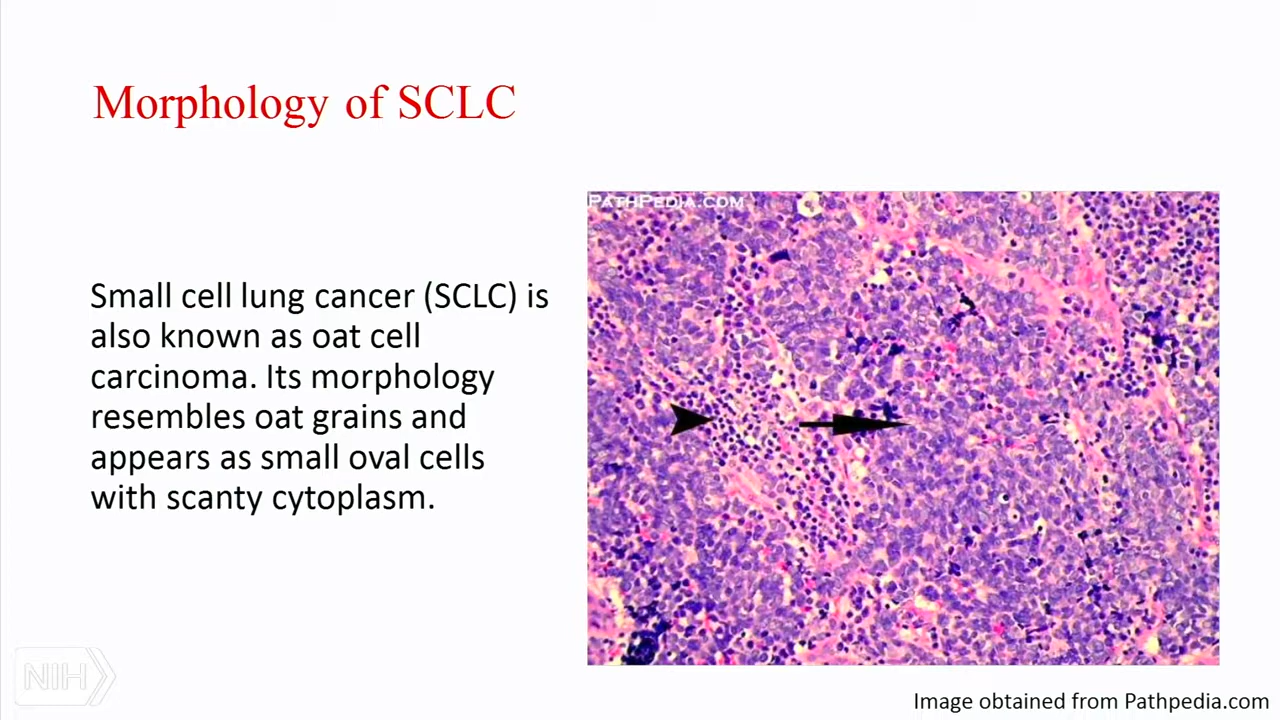 Morphology of SCLC
PATHPEDIA.COM
Small cell lung cancer (SCLC) is
also known as oat cell
carcinoma. Its morphology
resembles oat grains and
appears as small oval cells
with scanty cytoplasm.
NIH
Image obtained from Pathpedia.com